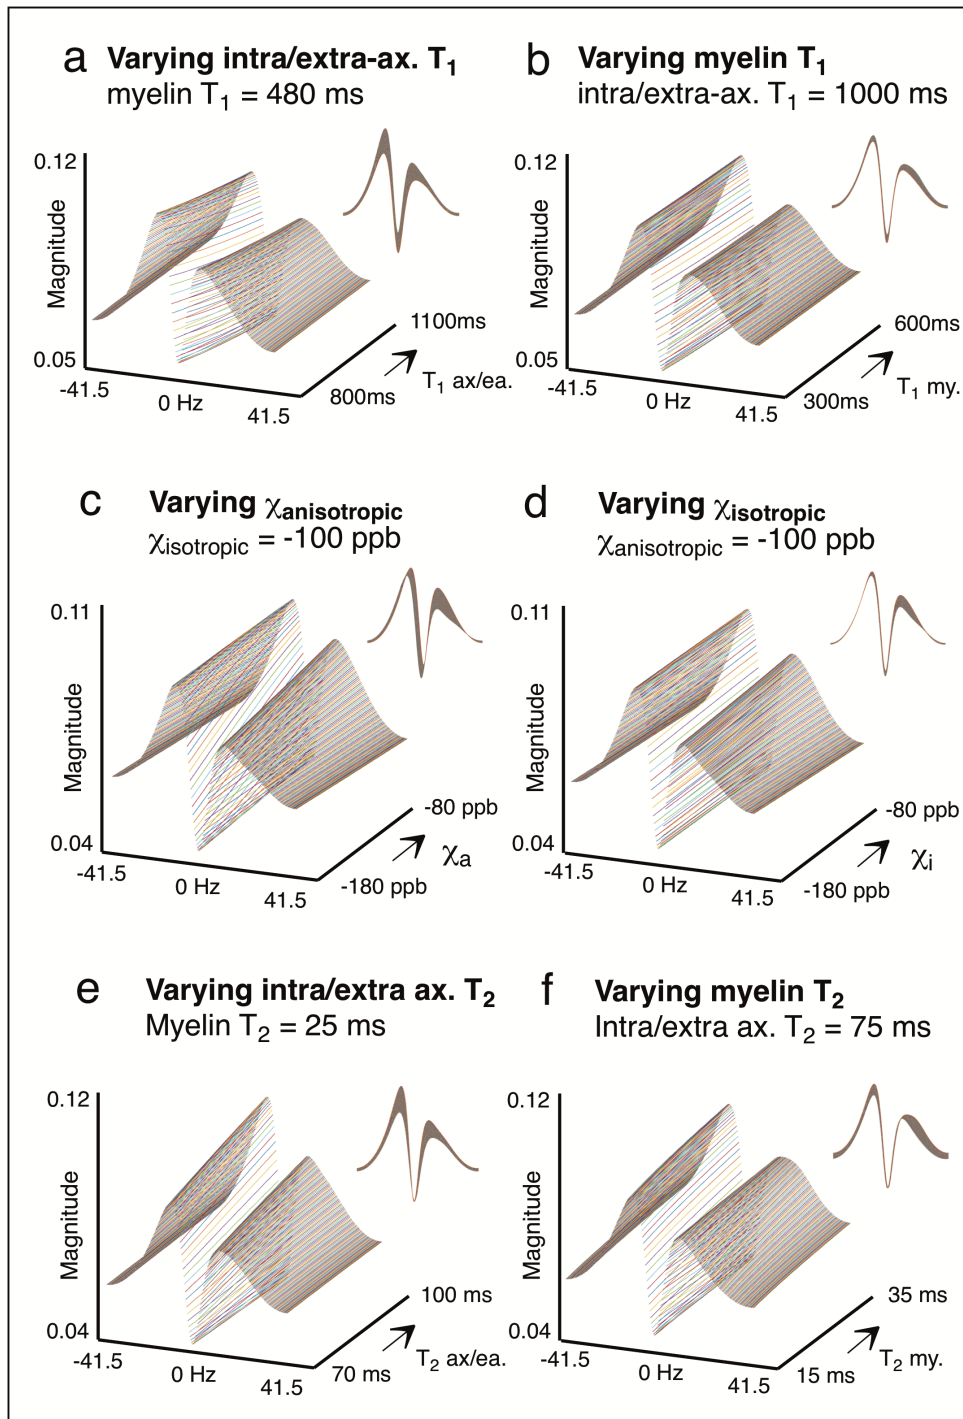 a Varying intra/extra-ax. T1
myelin T1 = 480 ms
0.12
Magnitude
0.05
-41.5
0 Hz
41.5
800ms
1100ms
T1 ax/ea.
b Varying myelin T1
intra/extra-ax. T1 = 1000 ms
0.12
Magnitude
0.05
-41.5
0 Hz
41.5
300ms
600ms
T1 my.
c Varying χanisotropic
χisotropic = -100 ppb
0.11
Magnitude
0.04
-41.5
0 Hz
41.5
-180 ppb
-80 ppb
χa
d Varying χisotropic
χanisotropic = -100 ppb
0.11
Magnitude
0.04
-41.5
0 Hz
41.5
-180 ppb
-80 ppb
χi
e Varying intra/extra ax. T2
Myelin T2 = 25 ms
0.12
Magnitude
0.04
-41.5
0 Hz
41.5
70 ms
100 ms
T2 ax/ea.
f Varying myelin T2
Intra/extra ax. T2 = 75 ms
0.12
Magnitude
0.04
-41.5
0 Hz
41.5
15 ms
35 ms
T2 my.